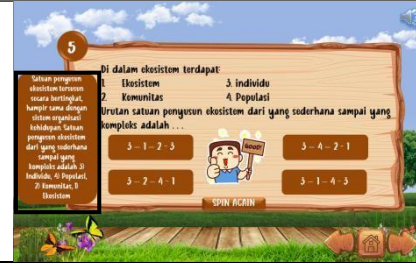 5
Di dalam ekosistem terdapat:
1. Ekosistem 3. individu
2. Komunitas 4. Populasi
Urutan satuan penyusun ekosistem dari yang sederhana sampai yang
kompleks adalah . . .
3 – 1 – 2 - 3
3 – 4 – 2 - 1
3 – 2 – 4 - 1
3 – 1 – 4 - 3
GOOD!
SPIN AGAIN
Satuan penyusun
ekosistem tersusun
secara bertingkat,
hampir sama dengan
sistem organisasi
kehidupan. Satuan
penyusun ekosistem
dari yang sederhana
sampai yang
kompleks adalah 3)
Individu, 4) Populasi,
2) Komunitas, 1)
Ekosistem